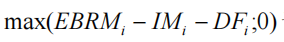 max(EBRM_i − IM_i − DF_i;0)